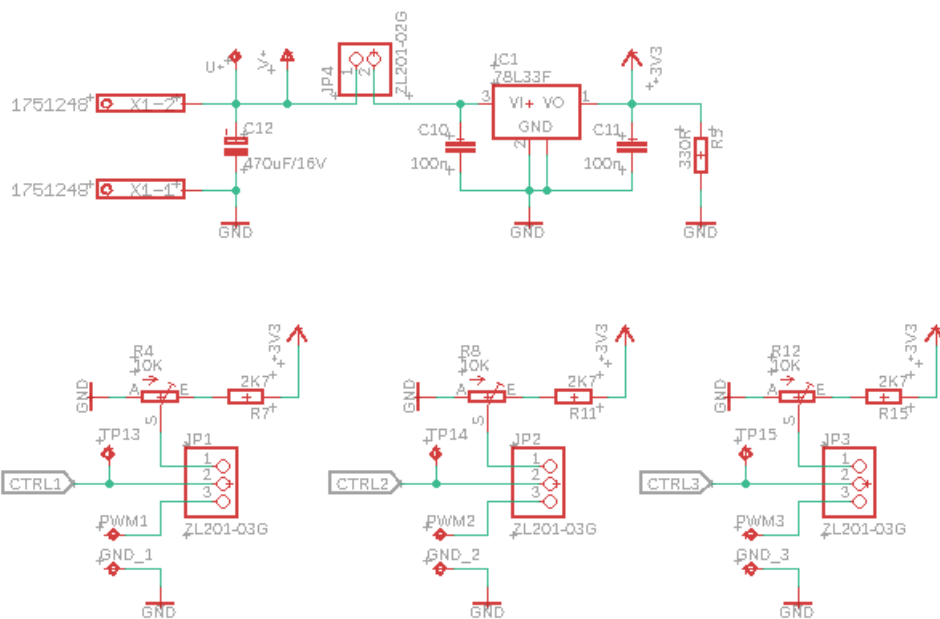 U+
V+
JP4
1
2
ZL201-02G
1751248
X1-2
C12
470uF/16V
1751248
X1-1
GND
IC1
78L33F
3
VI
VO
1
GND
2
C10
100n
C11
100n
+3V3
330R
R9
GND
GND
R4
10K
GND
A
E
S
2K7
R7
+3V3
TP13
JP1
CTRL1
1
2
3
PWM1
ZL201-03G
GND_1
GND
R8
10K
GND
A
E
S
2K7
R11
+3V3
TP14
JP2
CTRL2
1
2
3
PWM2
ZL201-03G
GND_2
GND
R12
10K
GND
A
E
S
2K7
R15
+3V3
TP15
JP3
CTRL3
1
2
3
PWM3
ZL201-03G
GND_3
GND